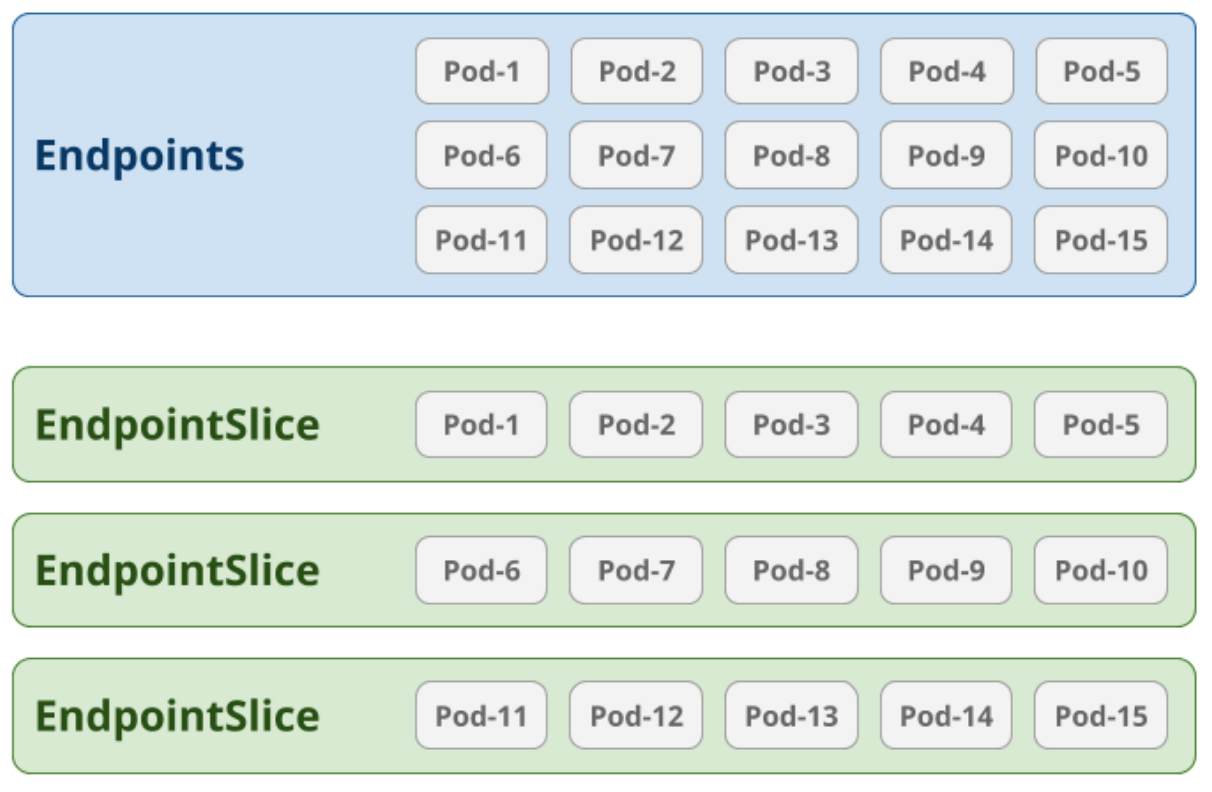 Pod-1 Pod-2 Pod-3 Pod-4 Pod-5
Endpoints Pod-6 Pod-7 Pod-8 Pod-9 Pod-10
Pod-11 Pod-12 Pod-13 Pod-14 Pod-15
EndpointSlice Pod-1 Pod-2 Pod-3 Pod-4 Pod-5
EndpointSlice Pod-6 Pod-7 Pod-8 Pod-9 Pod-10
EndpointSlice Pod-11 Pod-12 Pod-13 Pod-14 Pod-15